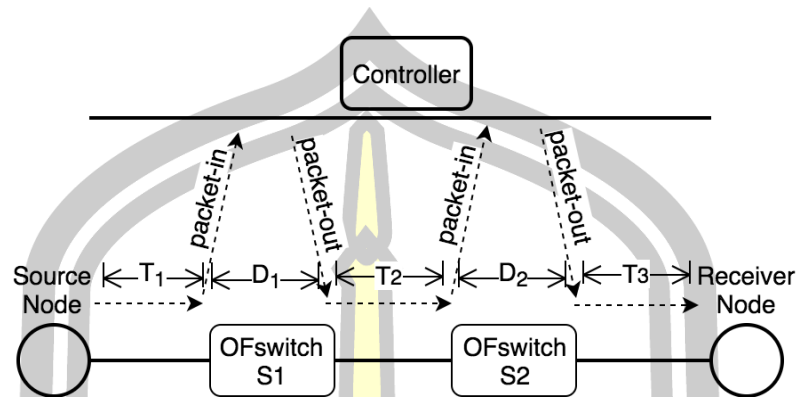 Controller
packet-in
packet-out
packet-in
packet-out
Source
Node
T1
D1
T2
D2
T3
Receiver
Node
OFswitch
S1
OFswitch
S2